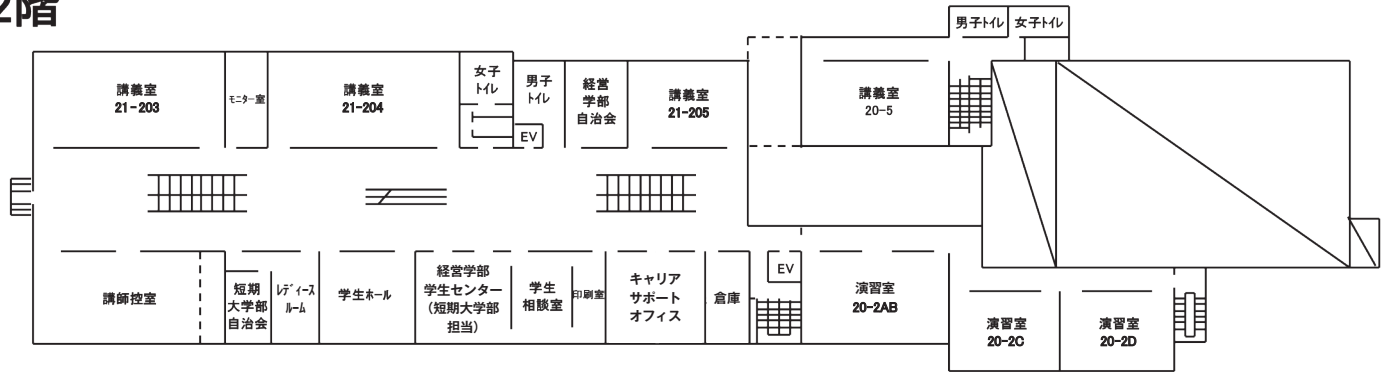 2階
男子トイレ
女子トイレ
講義室
21-203
モニター室
講義室
21-204
女子
トイレ
男子
トイレ
EV
経営
学部
自治会
講義室
21-205
講義室
20-5
講師控室
短期
大学部
自治会
レディース
ルーム
学生ホール
経営学部
学生センター
(短期大学部
担当)
学生
相談室
印刷室
キャリア
サポート
オフィス
倉庫
EV
演習室
20-2AB
演習室
20-2C
演習室
20-2D